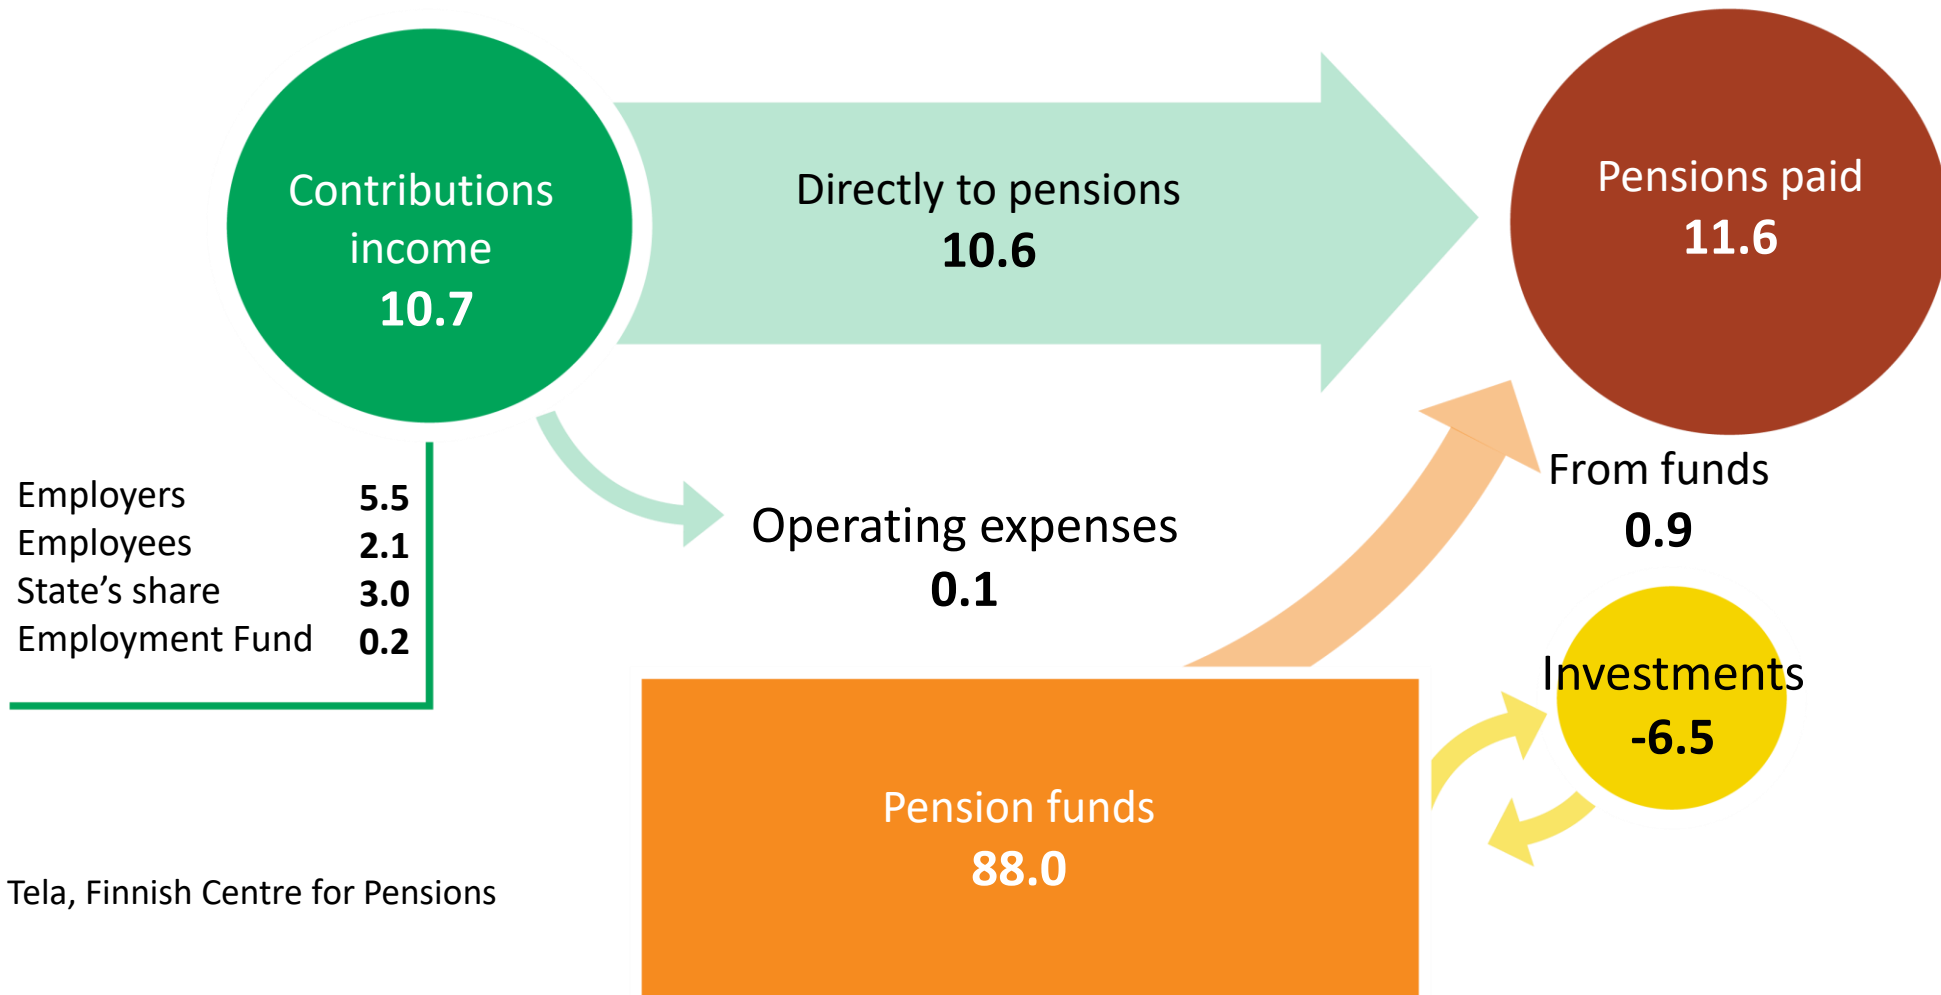 Contributions
income
10.7
Directly to pensions
10.6
Pensions paid
11.6
Employers 5.5
Employees 2.1
State’s share 3.0
Employment Fund 0.2
Operating expenses
0.1
From funds
0.9
Investments
-6.5
Pension funds
88.0
Tela, Finnish Centre for Pensions